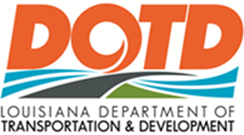 DOTD
LOUISIANA DEPARTMENT OF
TRANSPORTATION & DEVELOPMENT